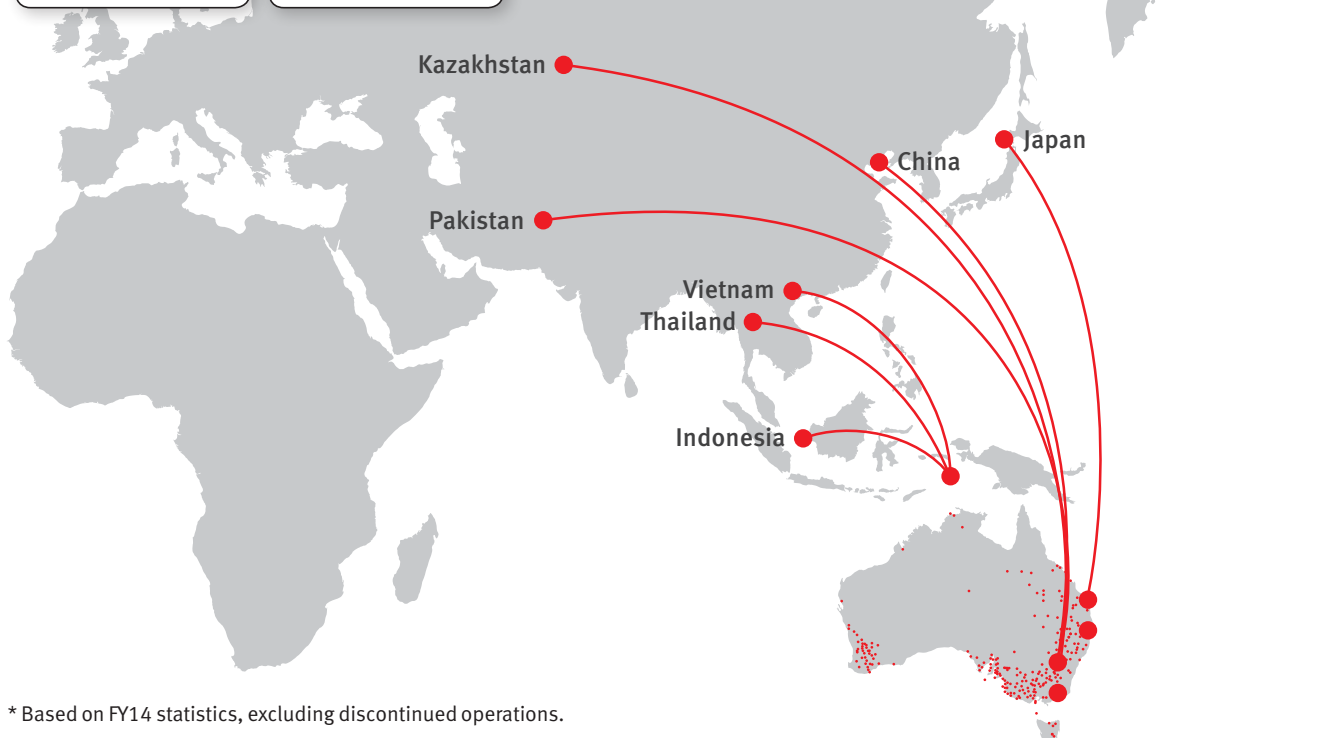 Kazakhstan
Japan
China
Pakistan
Vietnam
Thailand
Indonesia
* Based on FY14 statistics, excluding discontinued operations.